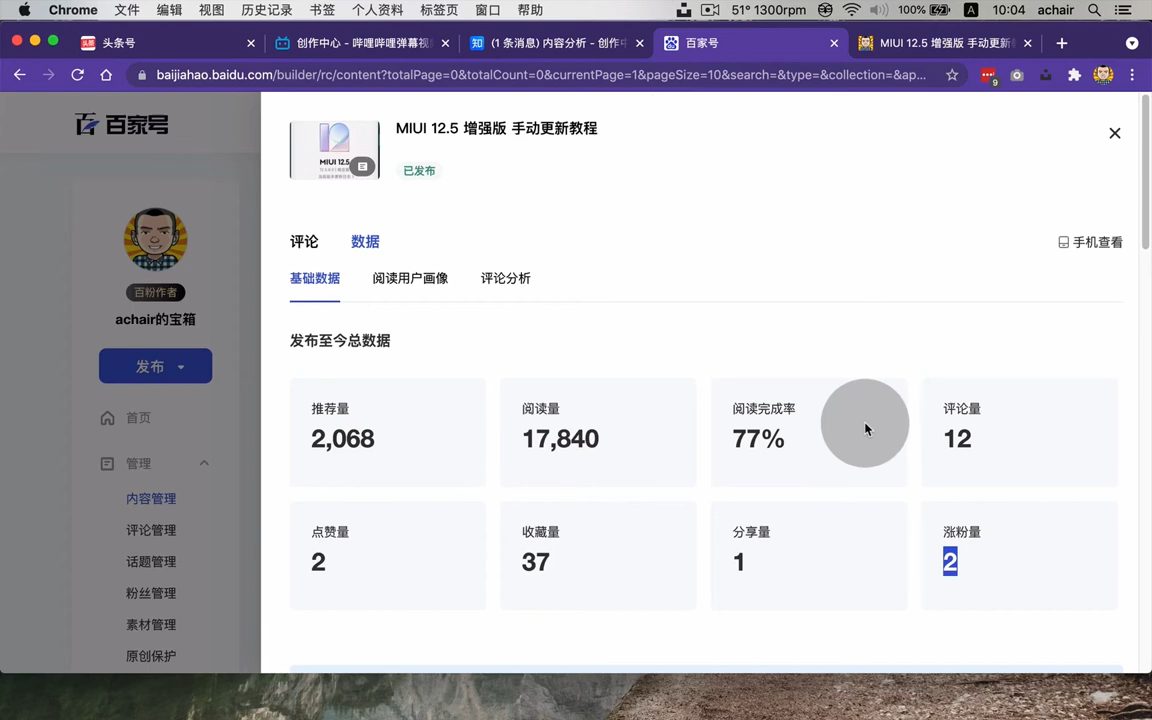 Chrome 文件 编辑 视图 历史记录 书签 个人资料 标签页 窗口 帮助 51° 1300rpm 100% A 10:04 achair
头条 头条号 创作中心 - 哔哩哔哩弹幕视 知 (1 条消息) 内容分析 - 创作中 百家号 MIUI 12.5 增强版 手动更新
baijiahao.baidu.com/builder/rc/content?totalPage=0&totalCount=0&currentPage=1&pageSize=10&search=&type=&collection=&ap... 9
百家号
MIUI 12.5 增强版 手动更新教程
MIUI 12.5
已发布
评论 数据 手机查看
基础数据 阅读用户画像 评论分析
百粉作者
achair的宝箱
发布
首页
管理
内容管理
评论管理
话题管理
粉丝管理
素材管理
原创保护
发布至今总数据
推荐量 阅读量 阅读完成率 评论量
2,068 17,840 77% 12
点赞量 收藏量 分享量 涨粉量
2 37 1 2